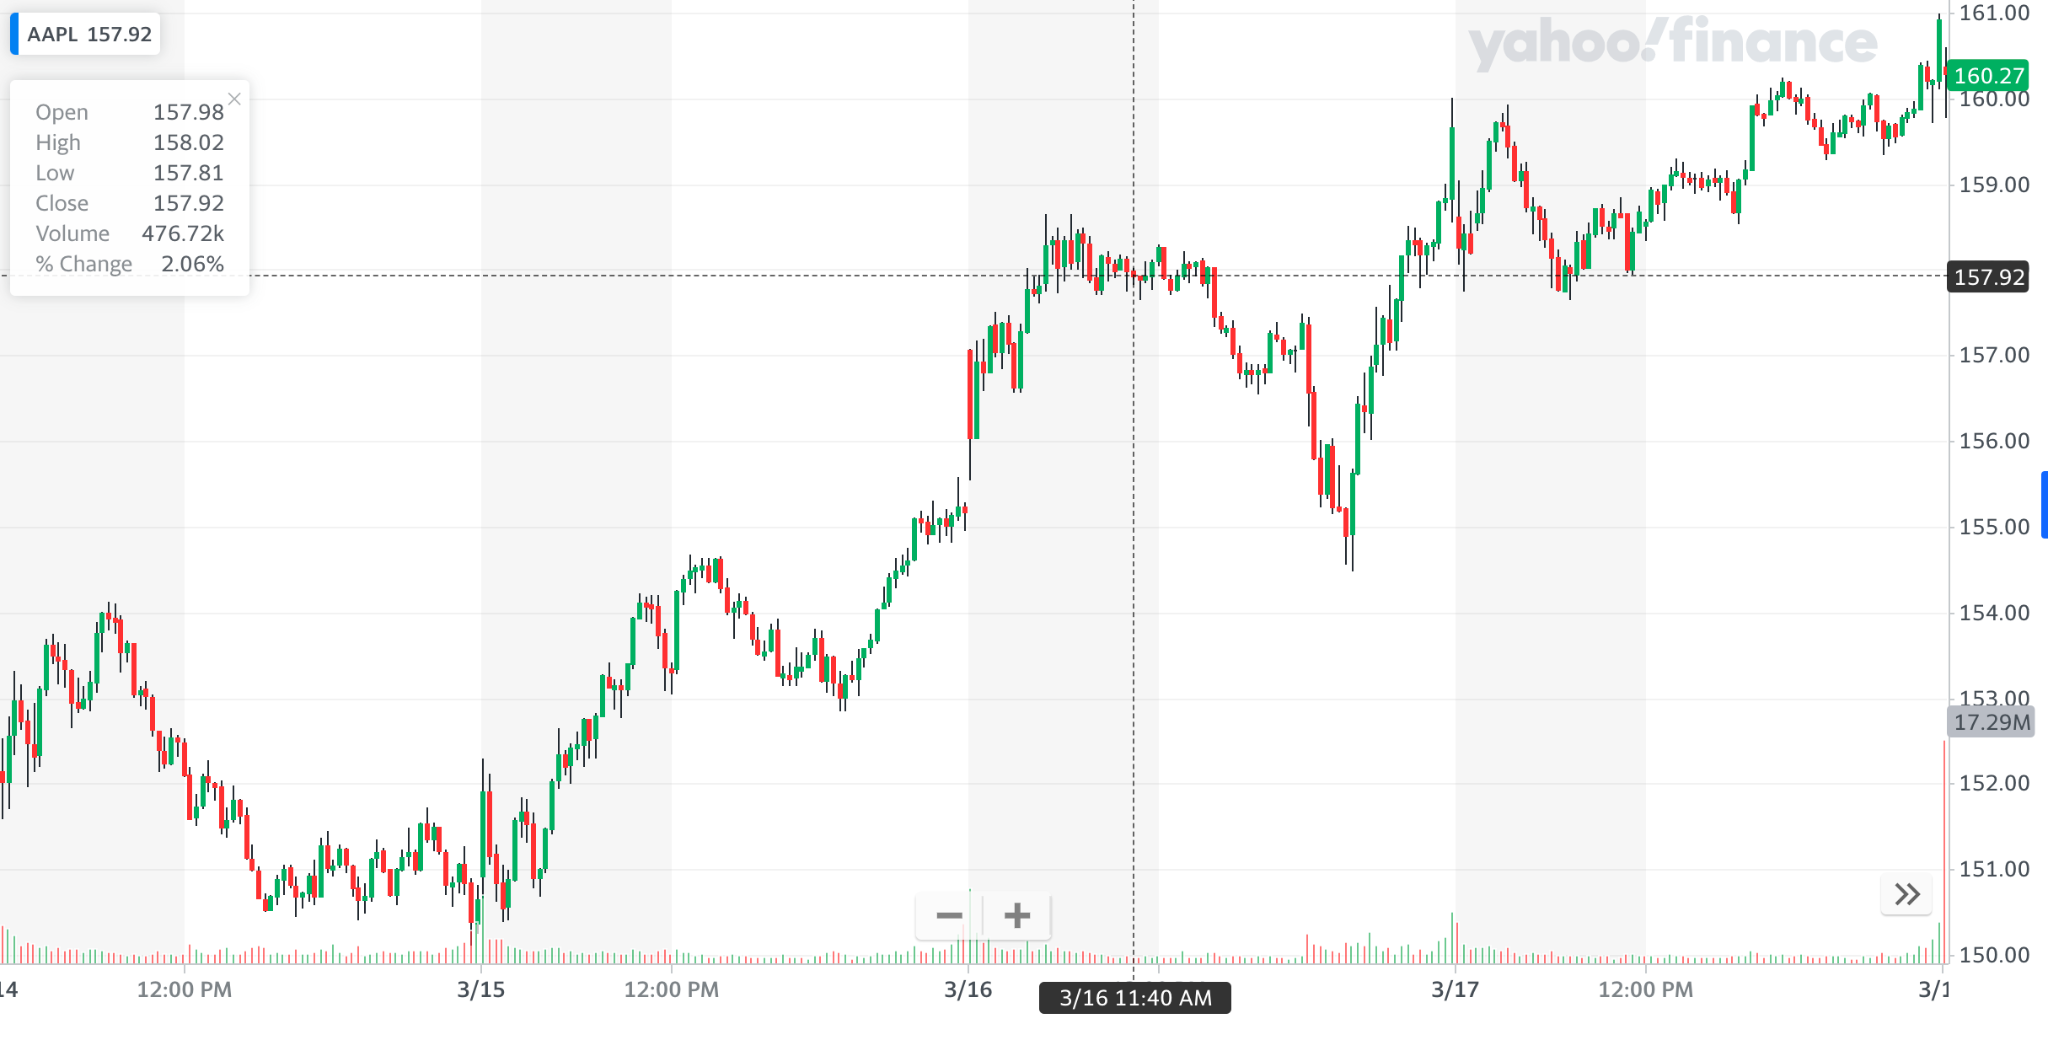 AAPL 157.92
yahoo!finance
Open 157.98
High 158.02
Low 157.81
Close 157.92
Volume 476.72k
% Change 2.06%
161.00
160.27
160.00
159.00
157.92
157.00
156.00
155.00
154.00
153.00
17.29M
152.00
151.00
150.00
14 12:00 PM 3/15 12:00 PM 3/16 3/17 12:00 PM 3/1
3/16 11:40 AM